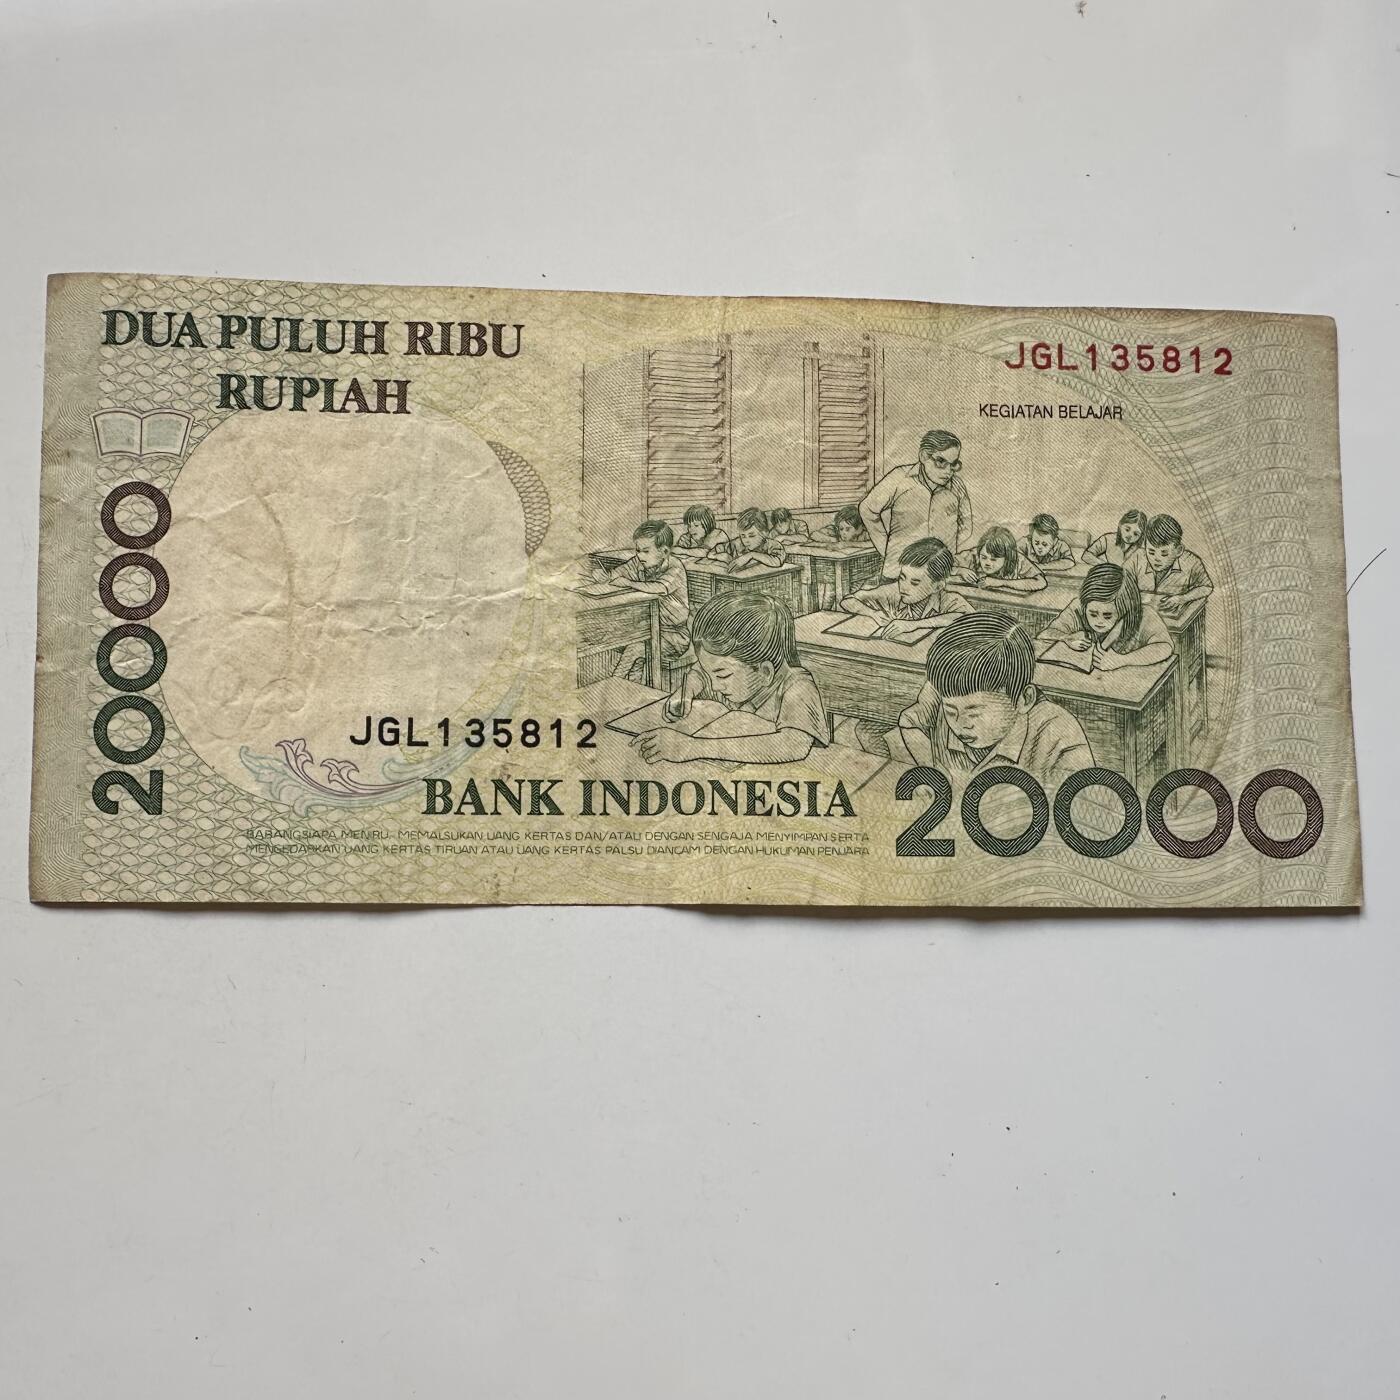 DUA PULUH RIBU
RUPIAH
JGL135812
KEGIATAN BELAJAR
20000
JGL135812
BANK INDONESIA
20000
BARANGSIAPA MENIRU, MEMALSUKAN UANG KERTAS DAN/ATAU DENGAN SENGAJA MENYIMPAN SERTA
MENGEDARKAN UANG KERTAS TIRUAN ATAU UANG KERTAS PALSU DIANCAM DENGAN HUKUMAN PENJARA